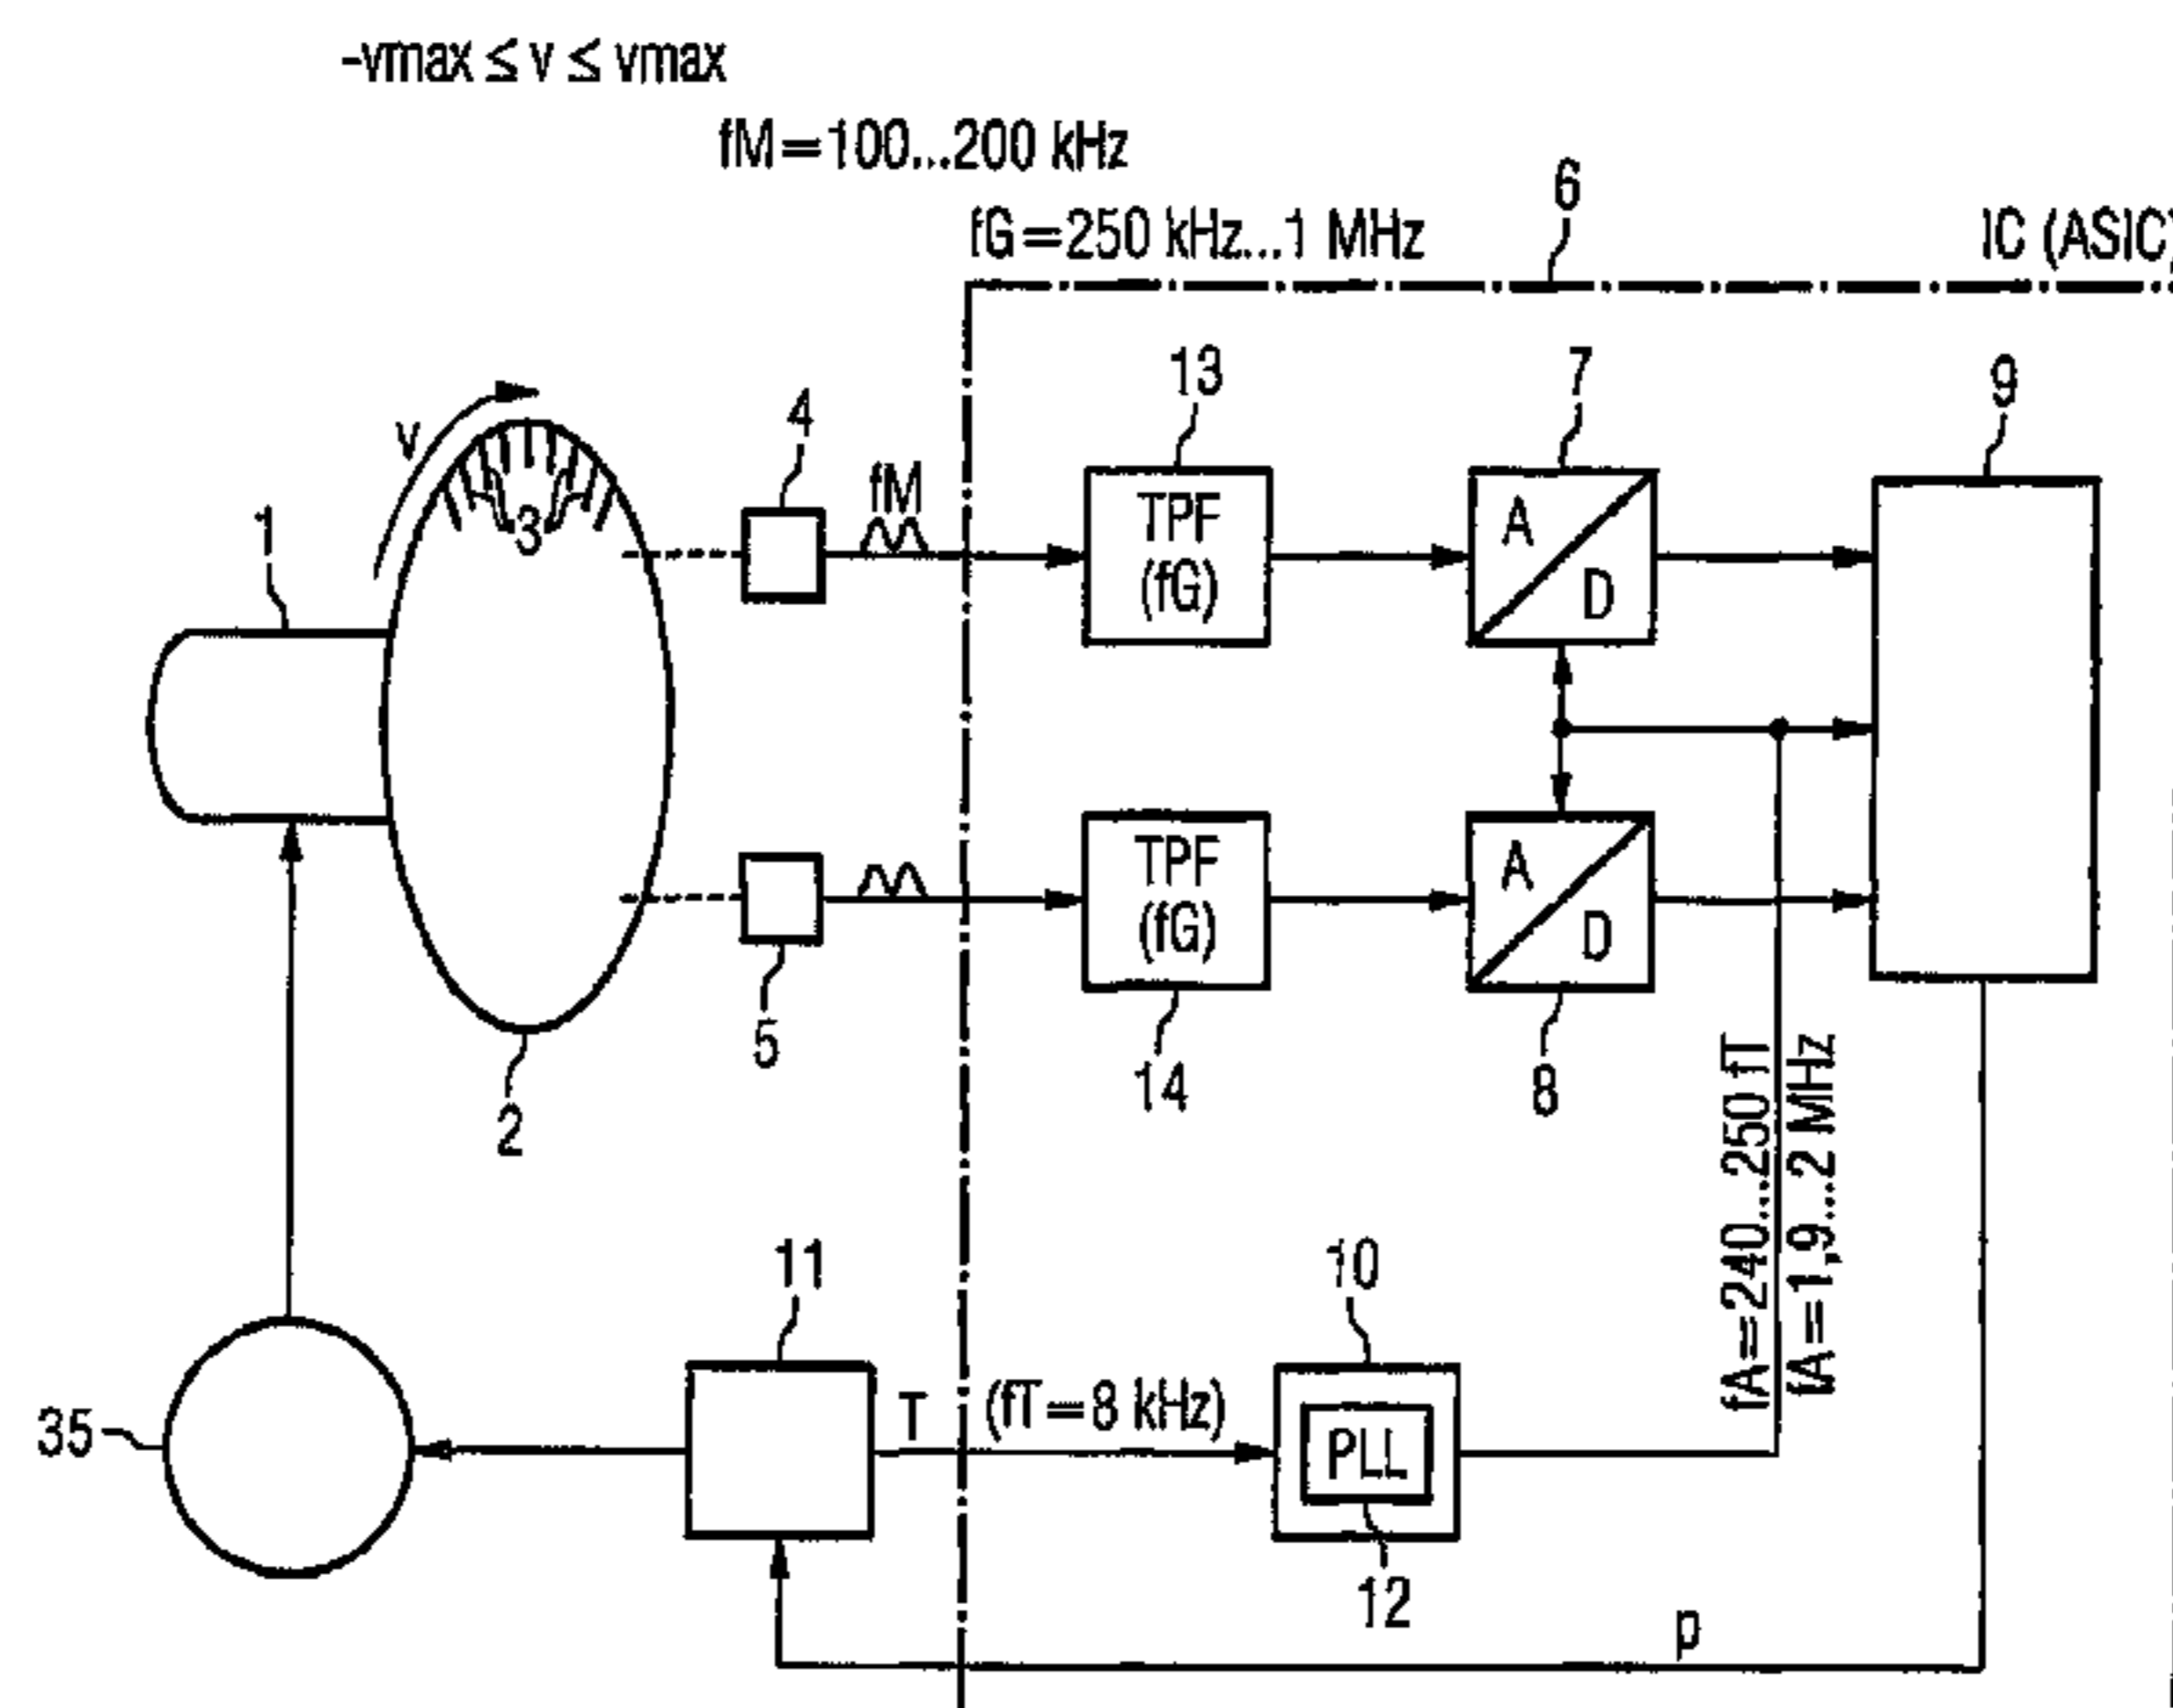 -vmax ≤ v ≤ vmax
fM=100...200 kHz
fG=250 kHz...1 MHz
6
IC (ASIC)
13
7
9
4
v
fM
1
3
TPF
(fG)
A
D
TPF
(fG)
A
D
5
14
8
2
fA=240...250 fT
fA=1,9...2 MHz
11
10
35
T
(fT=8 kHz)
PLL
12
p